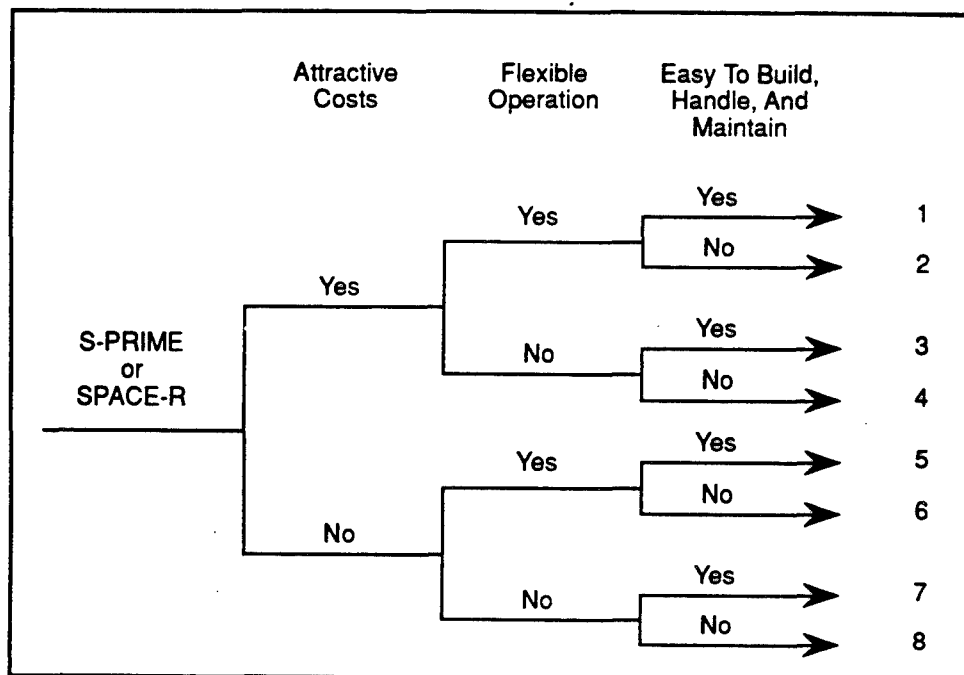 Attractive
Costs
Flexible
Operation
Easy To Build,
Handle, And
Maintain
Yes
1
Yes
No
2
Yes
S-PRIME
or
SPACE-R
Yes
3
No
No
4
Yes
5
Yes
No
6
No
Yes
7
No
No
8